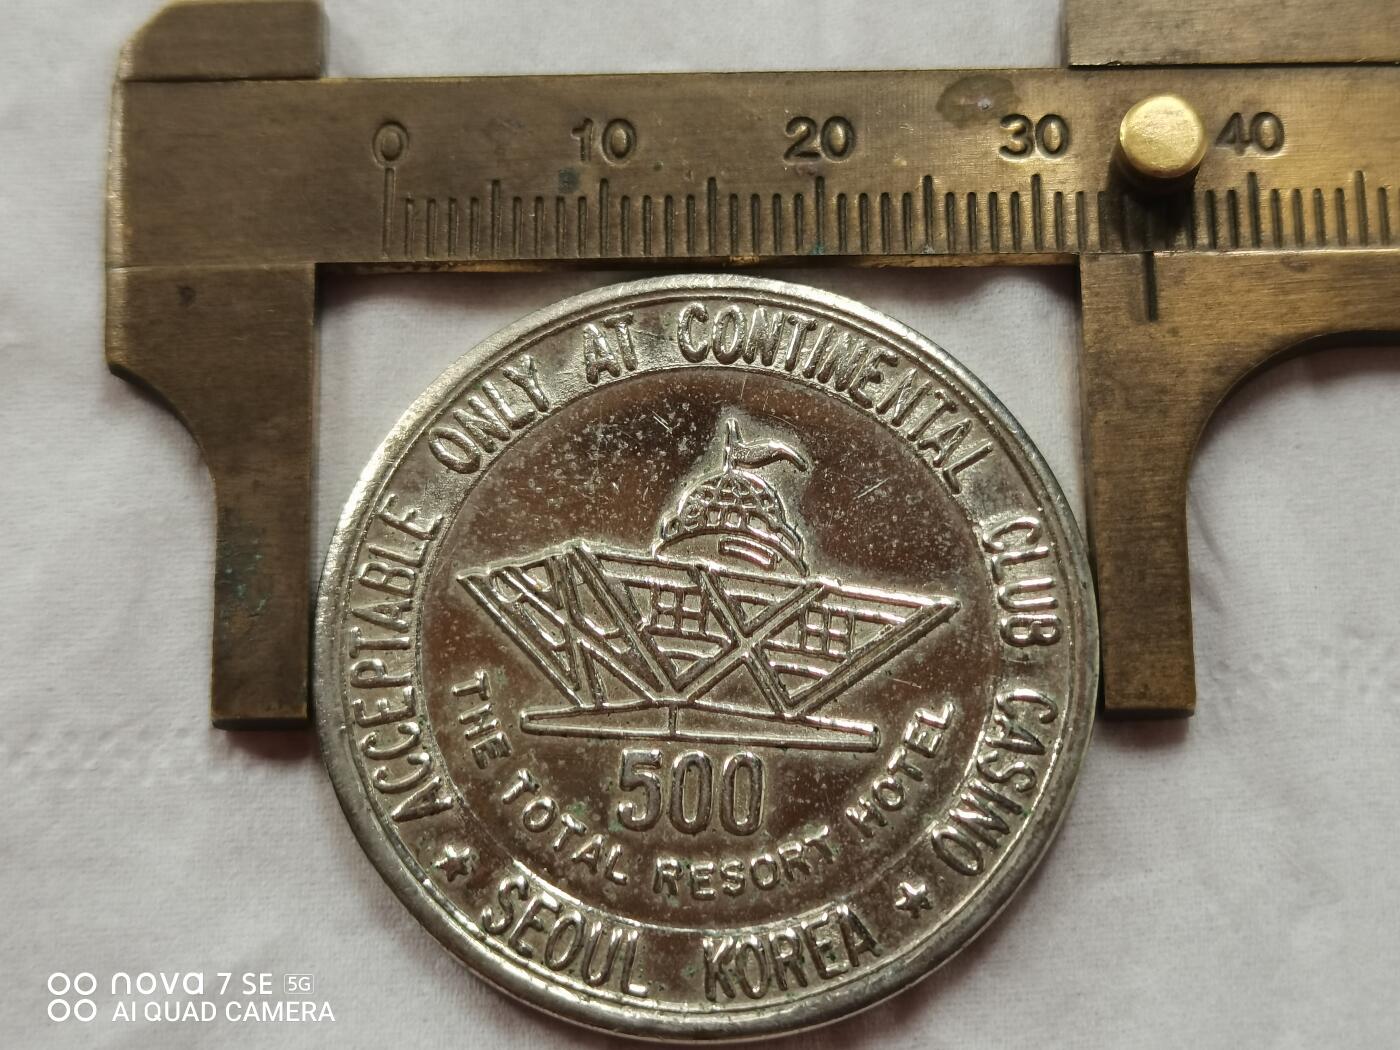 0 10 20 30 40
ACCEPTABLE ONLY AT CONTINENTAL CLUB CASINO
500
THE TOTAL RESORT HOTEL
★ SEOUL KOREA ★
nova 7 SE 5G
AI QUAD CAMERA